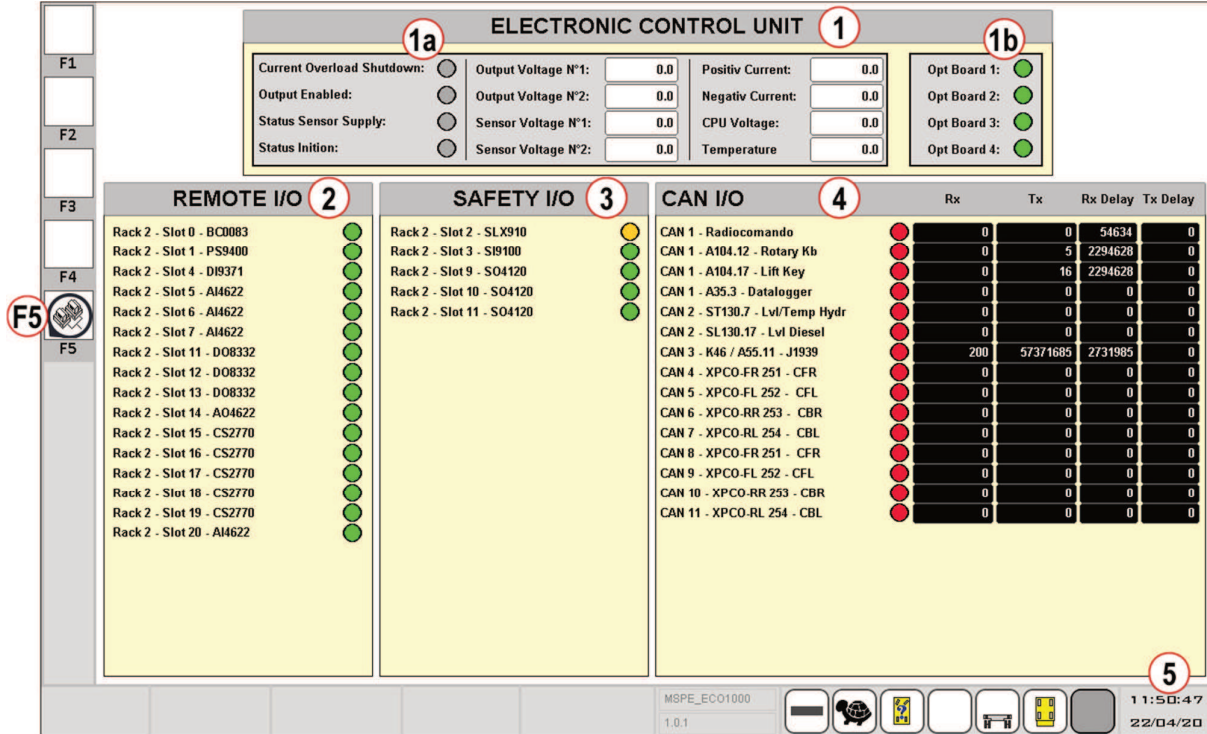 ELECTRONIC CONTROL UNIT 1
1a
1b
Current Overload Shutdown:
Output Enabled:
Status Sensor Supply:
Status Inition:
Output Voltage N°1: 0.0
Output Voltage N°2: 0.0
Sensor Voltage N°1: 0.0
Sensor Voltage N°2: 0.0
Positiv Current: 0.0
Negativ Current: 0.0
CPU Voltage: 0.0
Temperature 0.0
Opt Board 1:
Opt Board 2:
Opt Board 3:
Opt Board 4:
F1
F2
F3
F4
F5
F5
REMOTE I/O 2
Rack 2 - Slot 0 - BC0083
Rack 2 - Slot 1 - PS9400
Rack 2 - Slot 4 - DI9371
Rack 2 - Slot 5 - AI4622
Rack 2 - Slot 6 - AI4622
Rack 2 - Slot 7 - AI4622
Rack 2 - Slot 11 - DO8332
Rack 2 - Slot 12 - DO8332
Rack 2 - Slot 13 - DO8332
Rack 2 - Slot 14 - AO4622
Rack 2 - Slot 15 - CS2770
Rack 2 - Slot 16 - CS2770
Rack 2 - Slot 17 - CS2770
Rack 2 - Slot 18 - CS2770
Rack 2 - Slot 19 - CS2770
Rack 2 - Slot 20 - AI4622
SAFETY I/O 3
Rack 2 - Slot 2 - SLX910
Rack 2 - Slot 3 - SI9100
Rack 2 - Slot 9 - SO4120
Rack 2 - Slot 10 - SO4120
Rack 2 - Slot 11 - SO4120
CAN I/O 4 Rx Tx Rx Delay Tx Delay
CAN 1 - Radiocomando 0 0 54634 0
CAN 1 - A104.12 - Rotary Kb 0 5 2294628 0
CAN 1 - A104.17 - Lift Key 0 16 2294628 0
CAN 1 - A35.3 - Datalogger 0 0 0 0
CAN 2 - ST130.7 - Lvl/Temp Hydr 0 0 0 0
CAN 2 - SL130.17 - Lvl Diesel 0 0 0 0
CAN 3 - K46 / A55.11 - J1939 200 57371685 2731985 0
CAN 4 - XPCO-FR 251 - CFR 0 0 0 0
CAN 5 - XPCO-FL 252 - CFL 0 0 0 0
CAN 6 - XPCO-RR 253 - CBR 0 0 0 0
CAN 7 - XPCO-RL 254 - CBL 0 0 0 0
CAN 8 - XPCO-FR 251 - CFR 0 0 0 0
CAN 9 - XPCO-FL 252 - CFL 0 0 0 0
CAN 10 - XPCO-RR 253 - CBR 0 0 0 0
CAN 11 - XPCO-RL 254 - CBL 0 0 0 0
5
MSPE_ECO1000
1.0.1
?
11:50:47
22/04/20